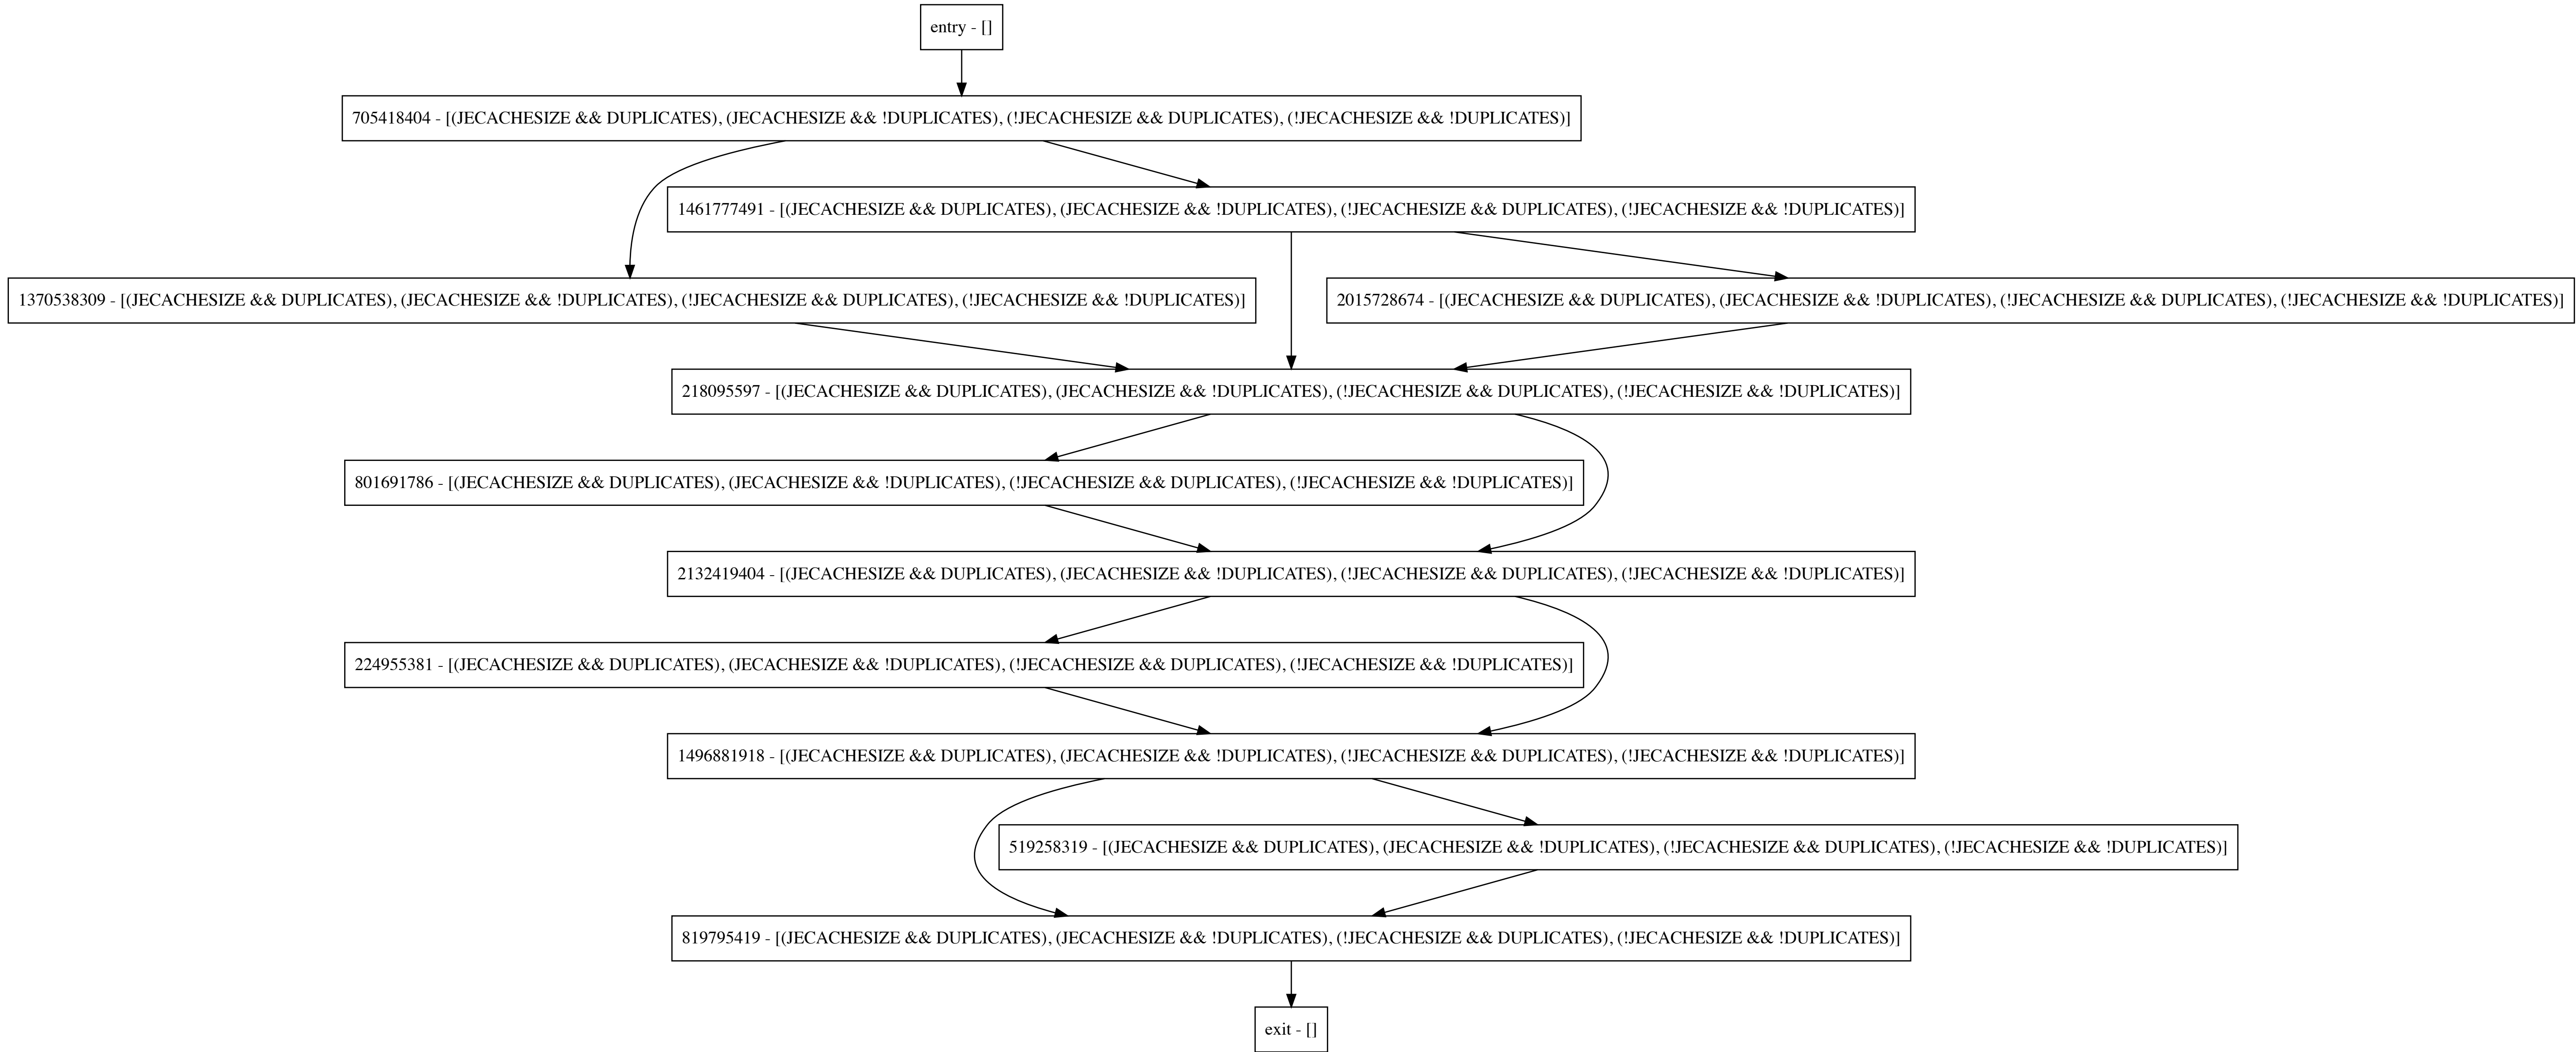 entry - []
705418404 - [(JECACHESIZE && DUPLICATES), (JECACHESIZE && !DUPLICATES), (!JECACHESIZE && DUPLICATES), (!JECACHESIZE && !DUPLICATES)]
1461777491 - [(JECACHESIZE && DUPLICATES), (JECACHESIZE && !DUPLICATES), (!JECACHESIZE && DUPLICATES), (!JECACHESIZE && !DUPLICATES)]
1370538309 - [(JECACHESIZE && DUPLICATES), (JECACHESIZE && !DUPLICATES), (!JECACHESIZE && DUPLICATES), (!JECACHESIZE && !DUPLICATES)]
2015728674 - [(JECACHESIZE && DUPLICATES), (JECACHESIZE && !DUPLICATES), (!JECACHESIZE && DUPLICATES), (!JECACHESIZE && !DUPLICATES)]
218095597 - [(JECACHESIZE && DUPLICATES), (JECACHESIZE && !DUPLICATES), (!JECACHESIZE && DUPLICATES), (!JECACHESIZE && !DUPLICATES)]
801691786 - [(JECACHESIZE && DUPLICATES), (JECACHESIZE && !DUPLICATES), (!JECACHESIZE && DUPLICATES), (!JECACHESIZE && !DUPLICATES)]
2132419404 - [(JECACHESIZE && DUPLICATES), (JECACHESIZE && !DUPLICATES), (!JECACHESIZE && DUPLICATES), (!JECACHESIZE && !DUPLICATES)]
224955381 - [(JECACHESIZE && DUPLICATES), (JECACHESIZE && !DUPLICATES), (!JECACHESIZE && DUPLICATES), (!JECACHESIZE && !DUPLICATES)]
1496881918 - [(JECACHESIZE && DUPLICATES), (JECACHESIZE && !DUPLICATES), (!JECACHESIZE && DUPLICATES), (!JECACHESIZE && !DUPLICATES)]
519258319 - [(JECACHESIZE && DUPLICATES), (JECACHESIZE && !DUPLICATES), (!JECACHESIZE && DUPLICATES), (!JECACHESIZE && !DUPLICATES)]
819795419 - [(JECACHESIZE && DUPLICATES), (JECACHESIZE && !DUPLICATES), (!JECACHESIZE && DUPLICATES), (!JECACHESIZE && !DUPLICATES)]
exit - []